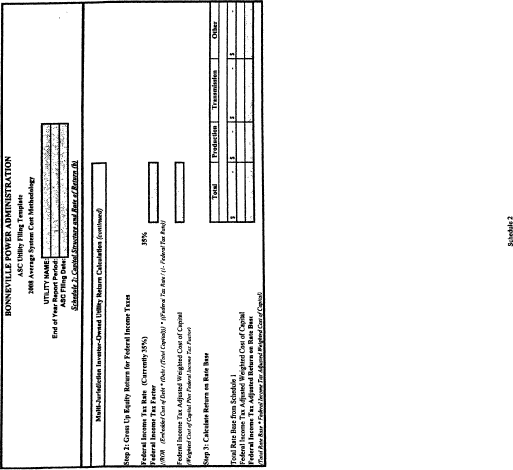 BONNEVILLE POWER ADMINISTRATION
ASC Utility Filing Template
2008 Average System Cost Methodology
UTILITY NAME:
End of Year Report Period:
ASC Filing Date:
Schedule 2: Capital Structure and Rate of Return (b)
Multi-Jurisdiction Investor-Owned Utility Return Calculation (continued)
Step 2: Gross Up Equity Return for Federal Income Taxes
Federal Income Tax Rate (Currently 35%) 35%
Federal Income Tax Factor
{(ROR - (Embedded Cost of Debt * (Debt / (Total Capital)))) * ((Federal Tax Rate / (1- Federal Tax Rate))}
Federal Income Tax Adjusted Weighted Cost of Capital
(Weighted Cost of Capital Plus Federal Income Tax Factor)
Step 3: Calculate Return on Rate Base
Total Production Transmission Other
Total Rate Base from Schedule 1 $ - $ - $ - $ -
Federal Income Tax Adjusted Weighted Cost of Capital
Federal Income Tax Adjusted Return on Rate Base
(Total Rate Base * Federal Income Tax Adjusted Weighted Cost of Capital)
Schedule 2